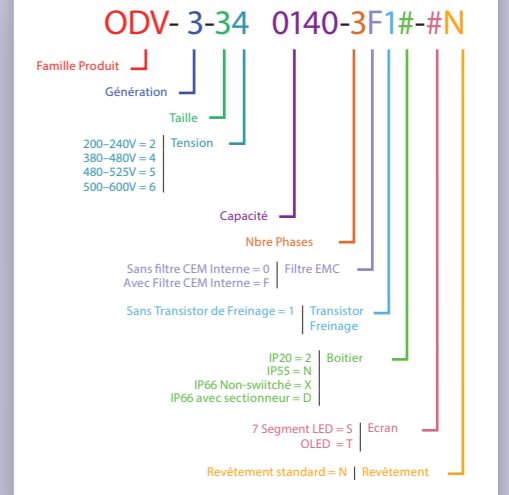 ODV- 3-34 0140-3F1#-#N
Famille Produit
Génération
Taille
200–240V = 2 | Tension
380–480V = 4
480–525V = 5
500–600V = 6
Capacité
Nbre Phases
Sans filtre CEM Interne = 0 | Filtre EMC
Avec Filtre CEM Interne = F
Sans Transistor de Freinage = 1 | Transistor
Freinage
IP20 = 2 | Boitier
IP55 = N
IP66 Non-swiitché = X
IP66 avec sectionneur = D
7 Segment LED = S | Ecran
OLED = T
Revêtement standard = N | Revêtement